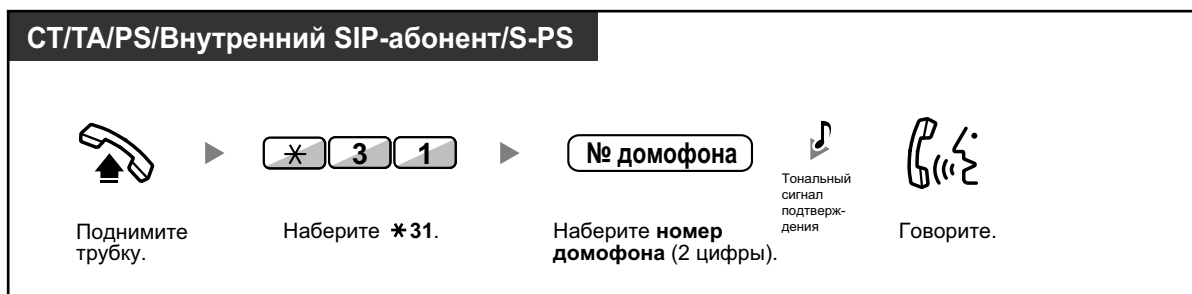 СТ/ТА/PS/Внутренний SIP-абонент/S-PS
✳ 3 1
№ домофона
Тональный
сигнал
подтверж-
дения
Поднимите
трубку.
Наберите ✳31.
Наберите номер
домофона (2 цифры).
Говорите.